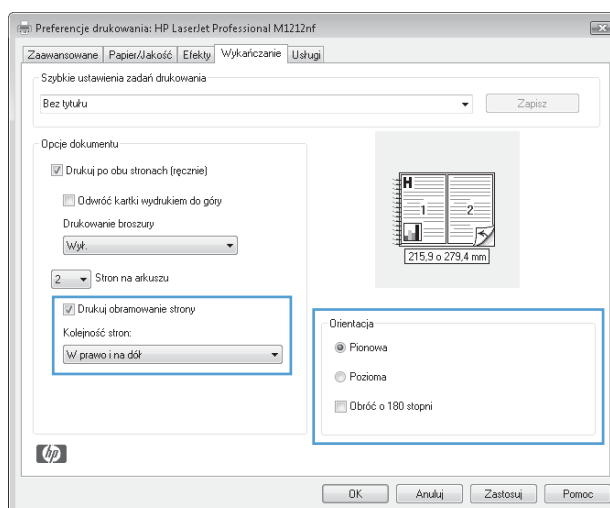 Preferencje drukowania: HP LaserJet Professional M1212nf
Zaawansowane Papier/Jakość Efekty Wykańczanie Usługi
Szybkie ustawienia zadań drukowania
Bez tytułu
Zapisz
Opcje dokumentu
Drukuj po obu stronach (ręcznie)
Odwróć kartki wydrukiem do góry
Drukowanie broszury
Wył.
2 Stron na arkuszu
Drukuj obramowanie strony
Kolejność stron:
W prawo i na dół
H
1 2
215,9 o 279,4 mm
Orientacja
Pionowa
Pozioma
Obróć o 180 stopni
hp
OK Anuluj Zastosuj Pomoc